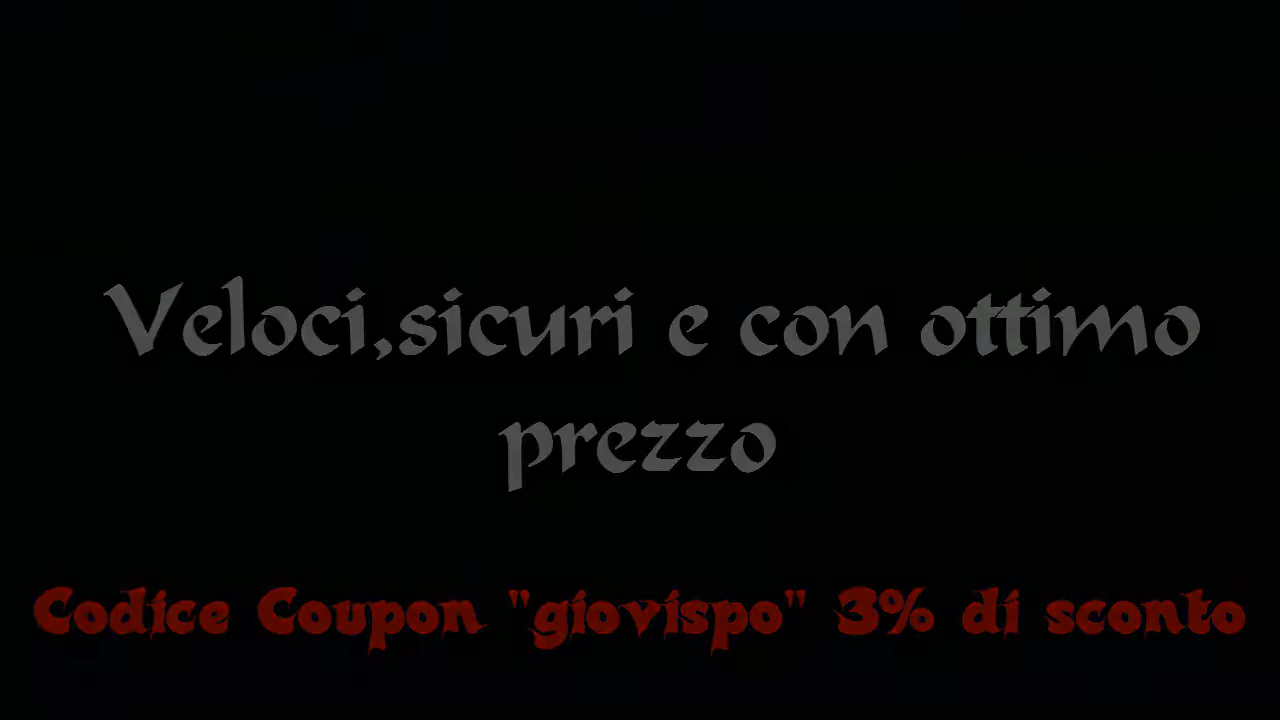 Veloci,sicuri e con ottimo
prezzo
Codice Coupon "giovispo" 3% di sconto